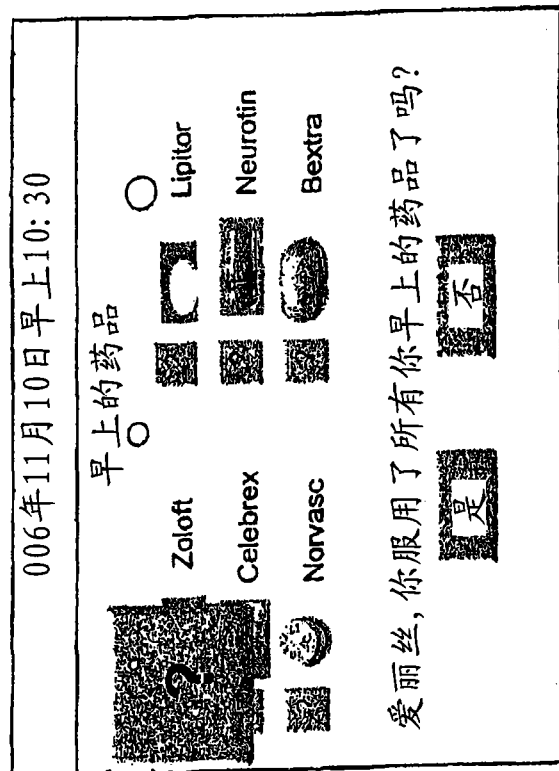 006年11月10日早上10:30
早上的药品
Zoloft
Lipitor
?
Celebrex
Neurotin
Norvasc
Bextra
爱丽丝,你服用了所有你早上的药品了吗?
是
否